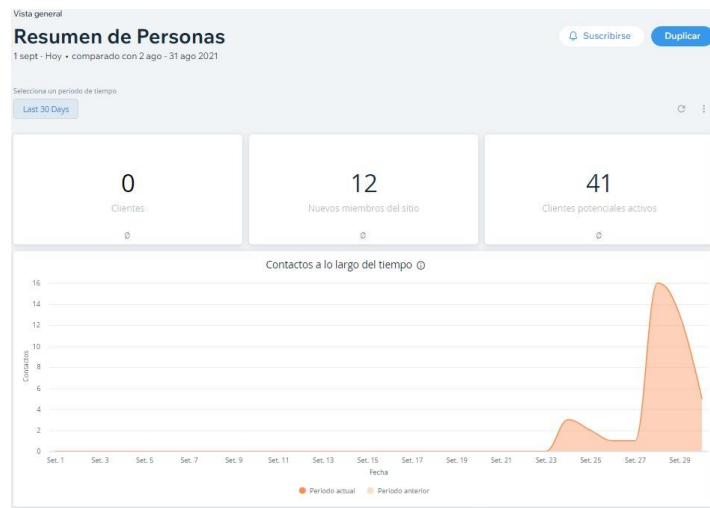 Vista general
Resumen de Personas
Suscribirse
Duplicar
1 sept - Hoy • comparado con 2 ago - 31 ago 2021
Selecciona un periodo de tiempo
Last 30 Days
0
12
41
Clientes
Nuevos miembros del sitio
Clientes potenciales activos
Ø
Ø
Ø
Contactos a lo largo del tiempo
16
14
12
10
8
6
4
2
0
Contactos
Set. 1 Set. 3 Set. 5 Set. 7 Set. 9 Set. 11 Set. 13 Set. 15 Set. 17 Set. 19 Set. 21 Set. 23 Set. 25 Set. 27 Set. 29
Fecha
Periodo actual Periodo anterior